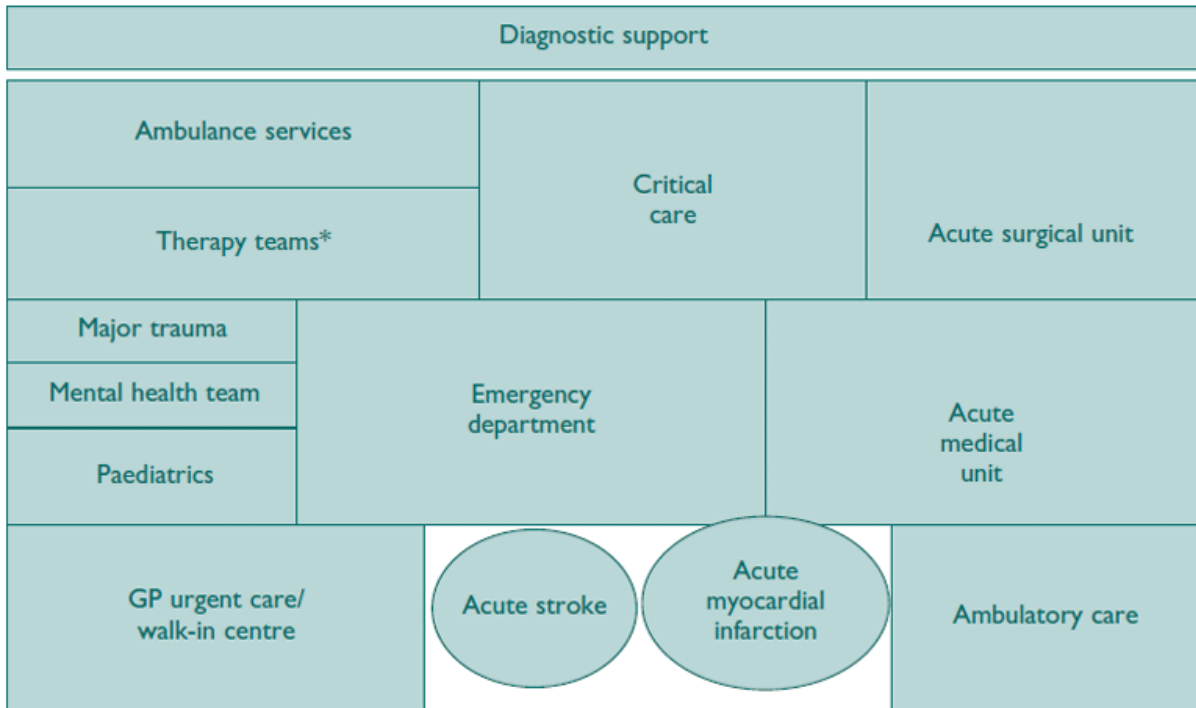 Diagnostic support
Ambulance services
Critical
care
Acute surgical unit
Therapy teams*
Major trauma
Mental health team
Paediatrics
Emergency
department
Acute
medical
unit
GP urgent care/
walk-in centre
Acute stroke
Acute
myocardial
infarction
Ambulatory care